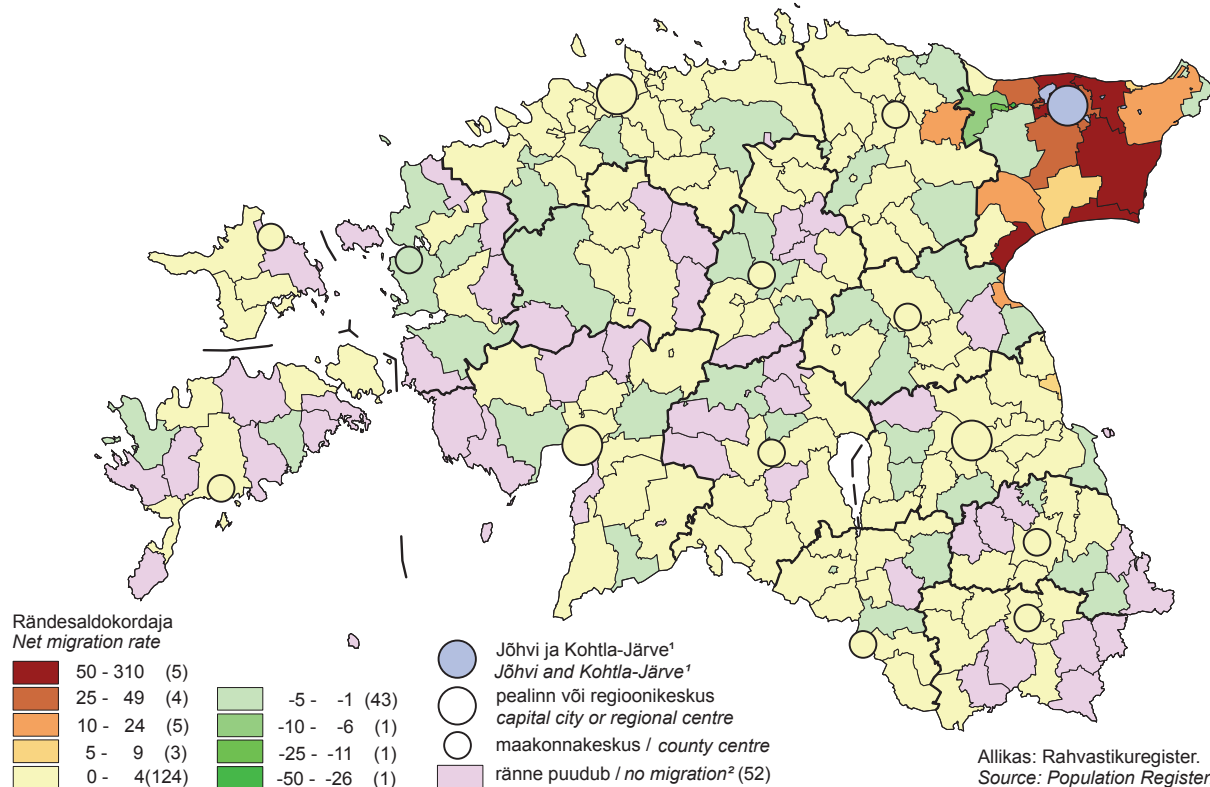 Rändesaldokordaja
Net migration rate
50 - 310 (5)
25 - 49 (4)
10 - 24 (5)
5 - 9 (3)
0 - 4(124)
-5 - -1 (43)
-10 - -6 (1)
-25 - -11 (1)
-50 - -26 (1)
Jõhvi ja Kohtla-Järve¹
Jõhvi and Kohtla-Järve¹
pealinn või regioonikeskus
capital city or regional centre
maakonnakeskus / county centre
ränne puudub / no migration² (52)
Allikas: Rahvastikuregister.
Source: Population Register